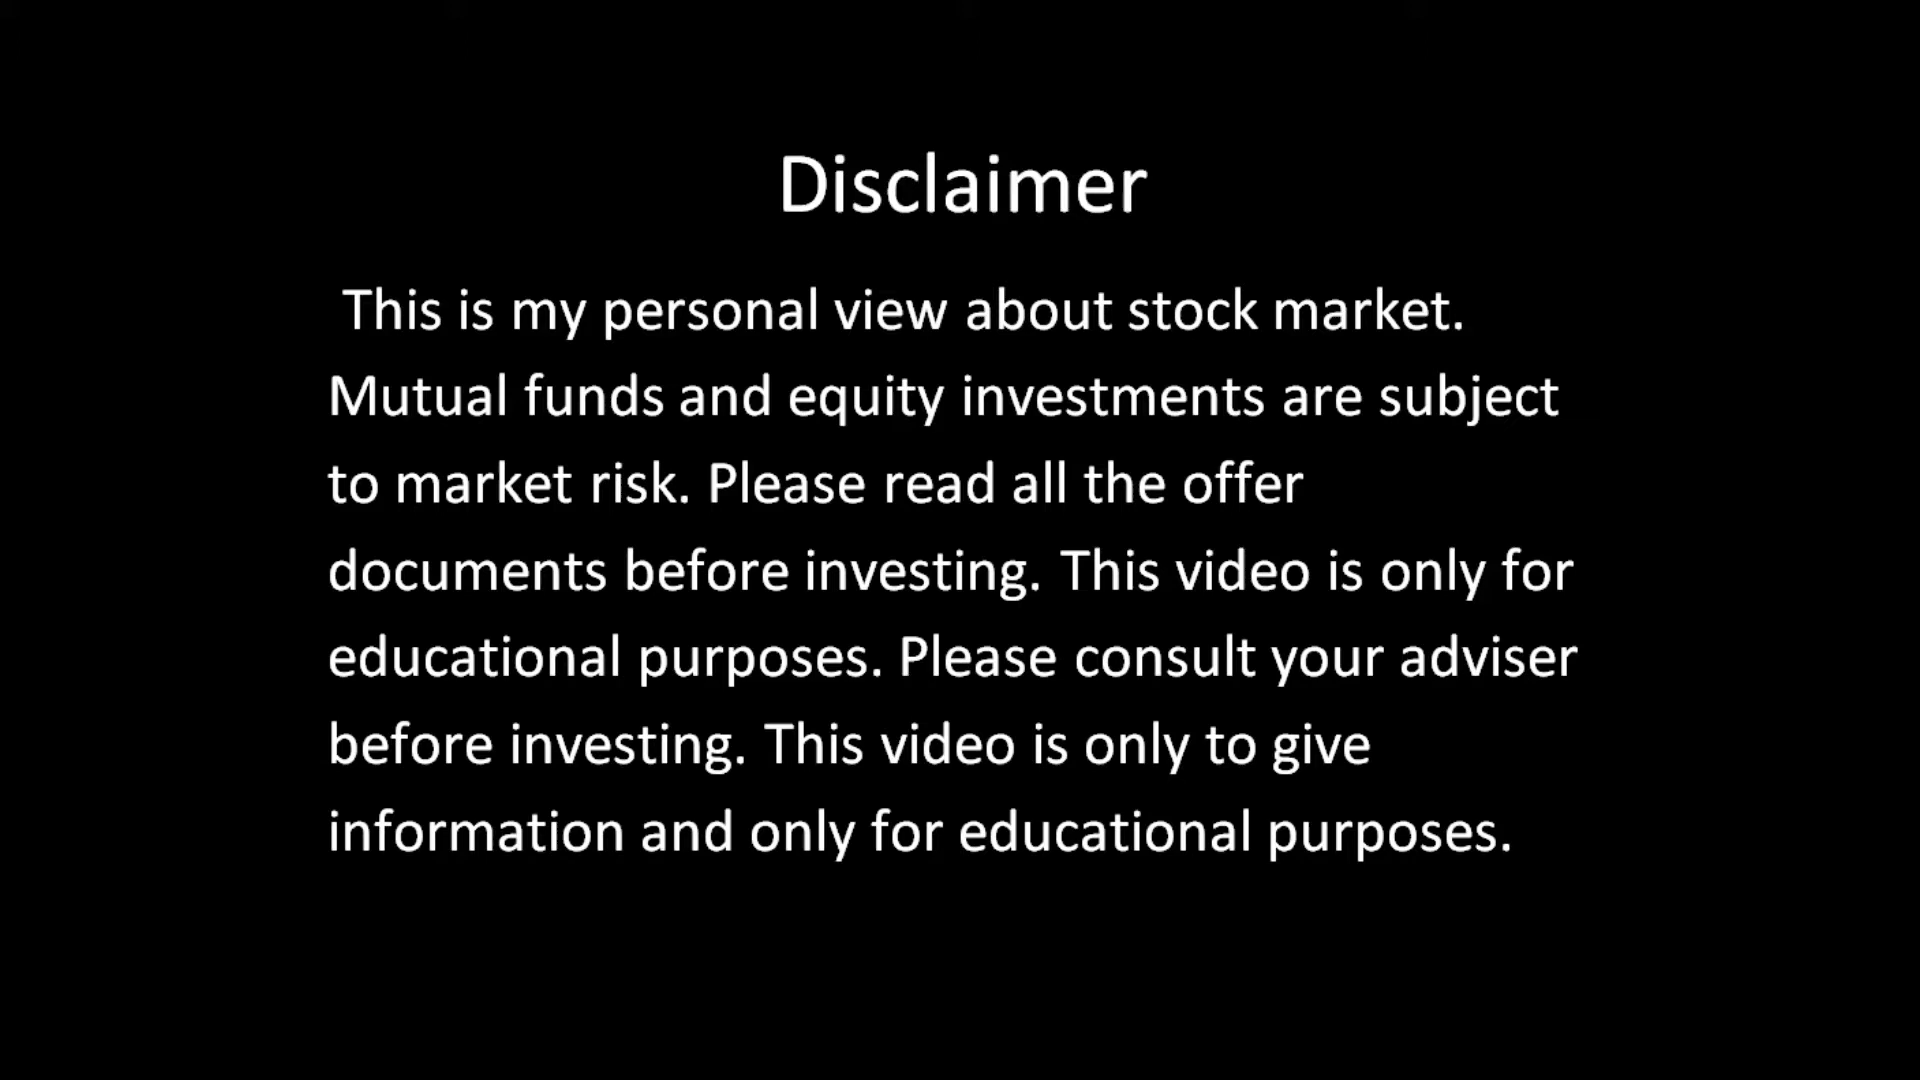 Disclaimer
This is my personal view about stock market.
Mutual funds and equity investments are subject
to market risk. Please read all the offer
documents before investing. This video is only for
educational purposes. Please consult your adviser
before investing. This video is only to give
information and only for educational purposes.